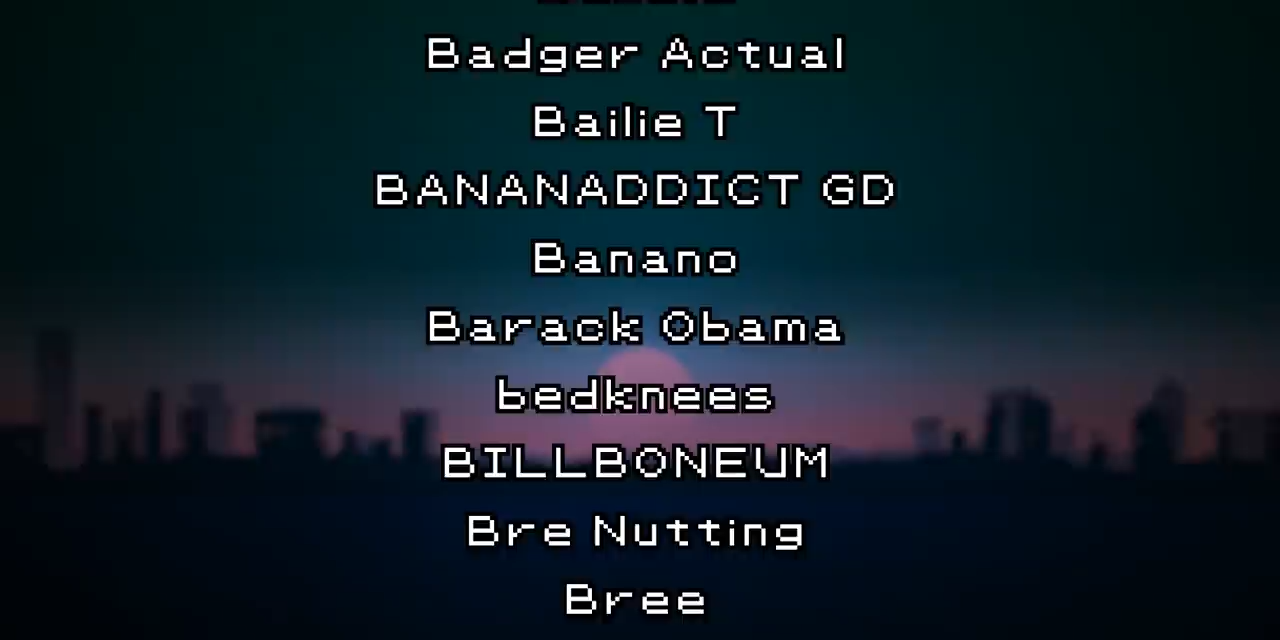 Badger Actual
Bailie T
BANANADDICT GD
Banano
Barack Obama
bedknees
BILLBONEUM
Bre Nutting
Bree